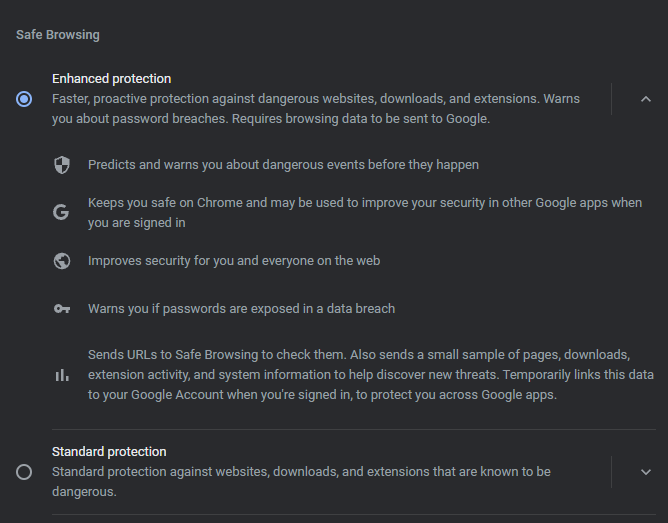 Safe Browsing
Enhanced protection
Faster, proactive protection against dangerous websites, downloads, and extensions. Warns
you about password breaches. Requires browsing data to be sent to Google.
Predicts and warns you about dangerous events before they happen
Keeps you safe on Chrome and may be used to improve your security in other Google apps when
you are signed in
Improves security for you and everyone on the web
Warns you if passwords are exposed in a data breach
Sends URLs to Safe Browsing to check them. Also sends a small sample of pages, downloads,
extension activity, and system information to help discover new threats. Temporarily links this data
to your Google Account when you're signed in, to protect you across Google apps.
Standard protection
Standard protection against websites, downloads, and extensions that are known to be
dangerous.